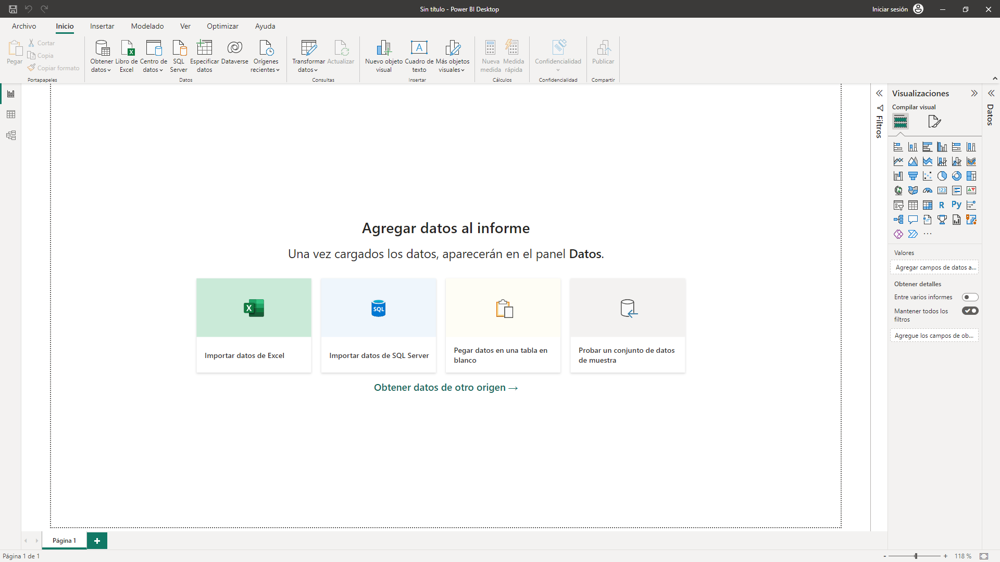 Sin título - Power BI Desktop
Iniciar sesión
Archivo
Inicio
Insertar
Modelado
Ver
Optimizar
Ayuda
Pegar
Cortar
Copia
Copiar formato
Portapapeles
Obtener datos
Libro de Excel
Centro de datos
SQL Server
Especificar datos
Dataverse
Orígenes recientes
Datos
Transformar datos
Actualizar
Consultas
Nuevo objeto visual
Cuadro de texto
Más objetos visuales
Insertar
Nueva medida
Medida rápida
Cálculos
Confidencialidad
Confidencialidad
Publicar
Compartir
Agregar datos al informe
Una vez cargados los datos, aparecerán en el panel Datos.
SQL
Importar datos de Excel
Importar datos de SQL Server
Pegar datos en una tabla en
blanco
Probar un conjunto de datos
de muestra
Obtener datos de otro origen →
Filtros
Visualizaciones
Compilar visual
123
R
Py
Valores
Agregar campos de datos a...
Obtener detalles
Entre varios informes
Mantener todos los
filtros
Agregue los campos de ob...
Datos
Página 1
Página 1 de 1
118 %